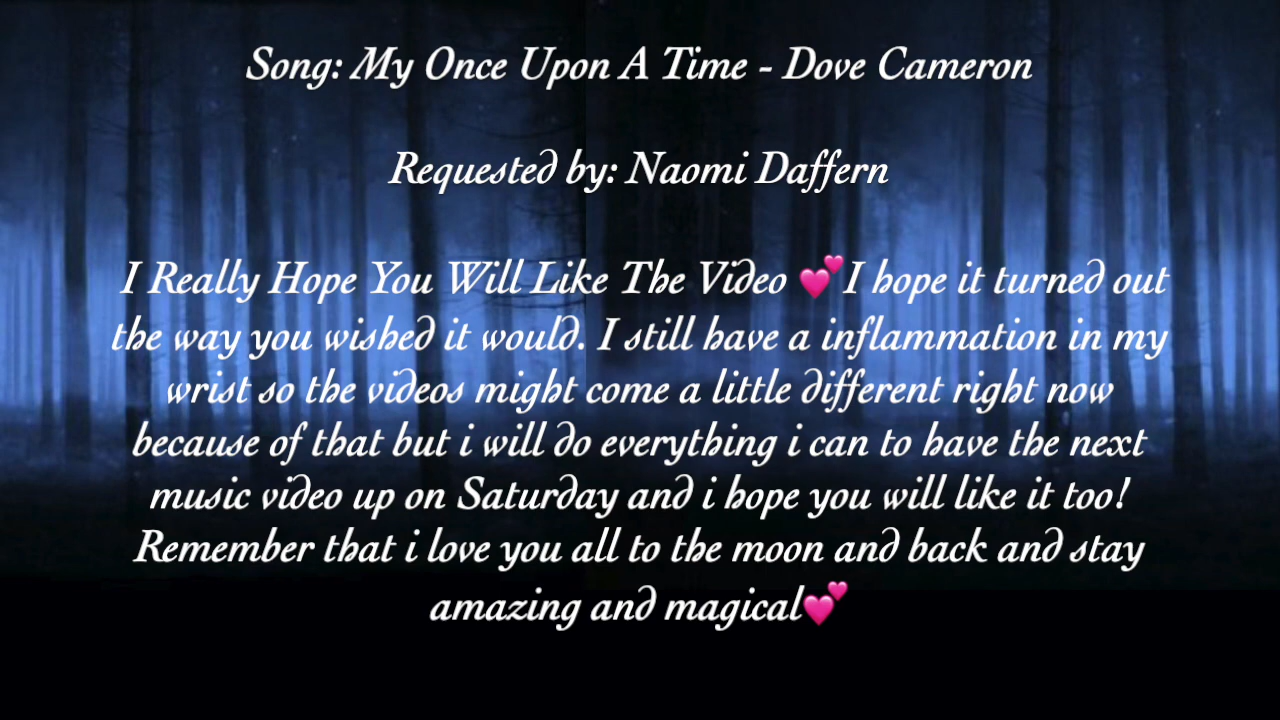 Song: My Once Upon A Time - Dove Cameron
Requested by: Naomi Daffern
I Really Hope You Will Like The Video 💕I hope it turned out
the way you wished it would. I still have a inflammation in my
wrist so the videos might come a little different right now
because of that but i will do everything i can to have the next
music video up on Saturday and i hope you will like it too!
Remember that i love you all to the moon and back and stay
amazing and magical💕